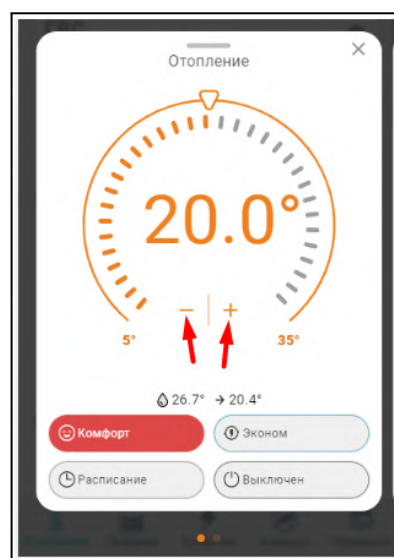 Отопление
20.0°
− | +
5° 35°
26.7° → 20.4°
Комфорт Эконом
Расписание Выключен